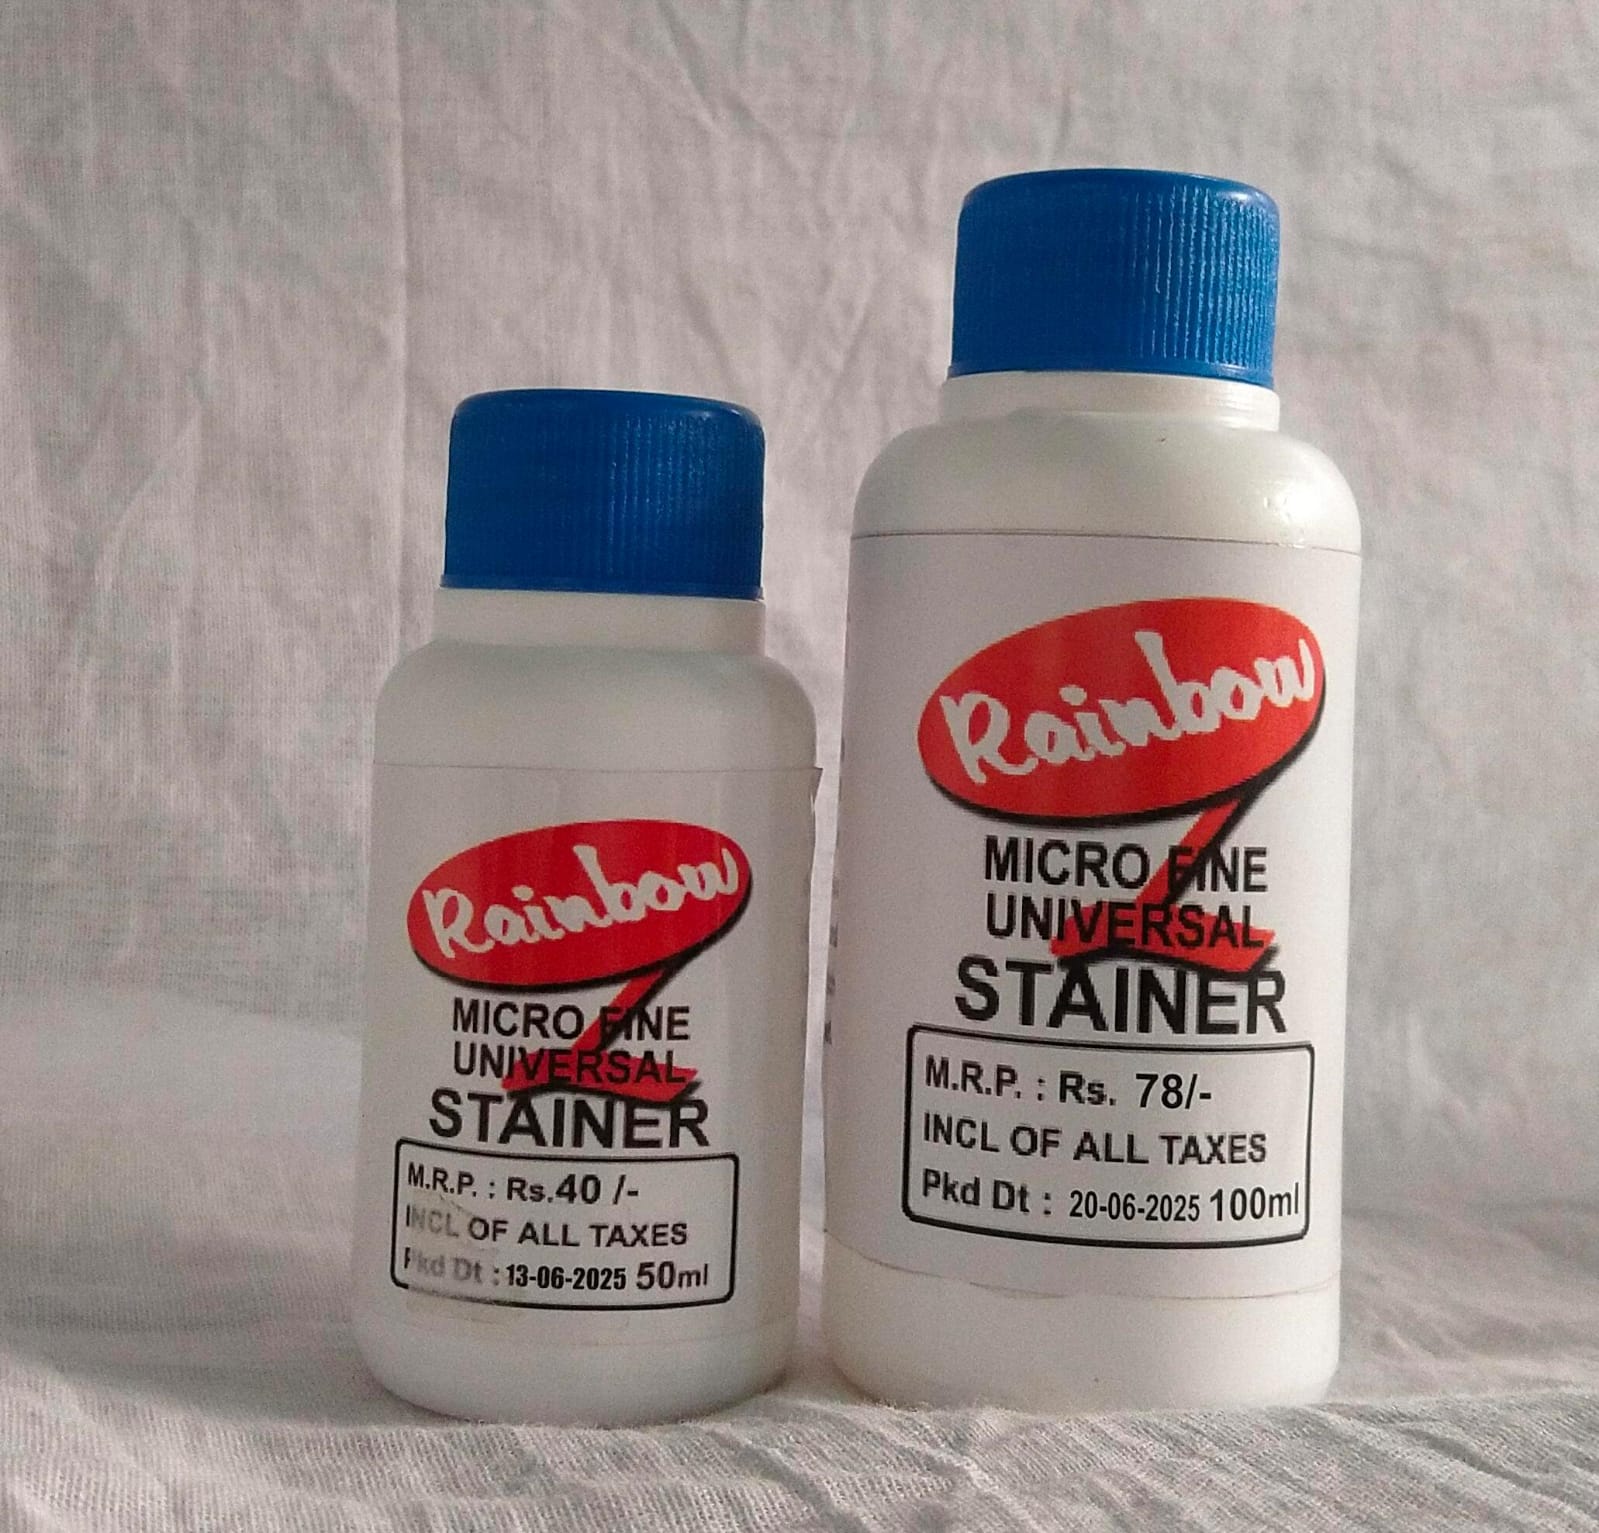 Rainbow
MICRO FINE
UNIVERSAL
STAINER
M.R.P. : Rs.40 /-
INCL OF ALL TAXES
Pkd Dt : 13-06-2025 50ml
Rainbow
MICRO FINE
UNIVERSAL
STAINER
M.R.P. : Rs. 78/-
INCL OF ALL TAXES
Pkd Dt : 20-06-2025 100ml